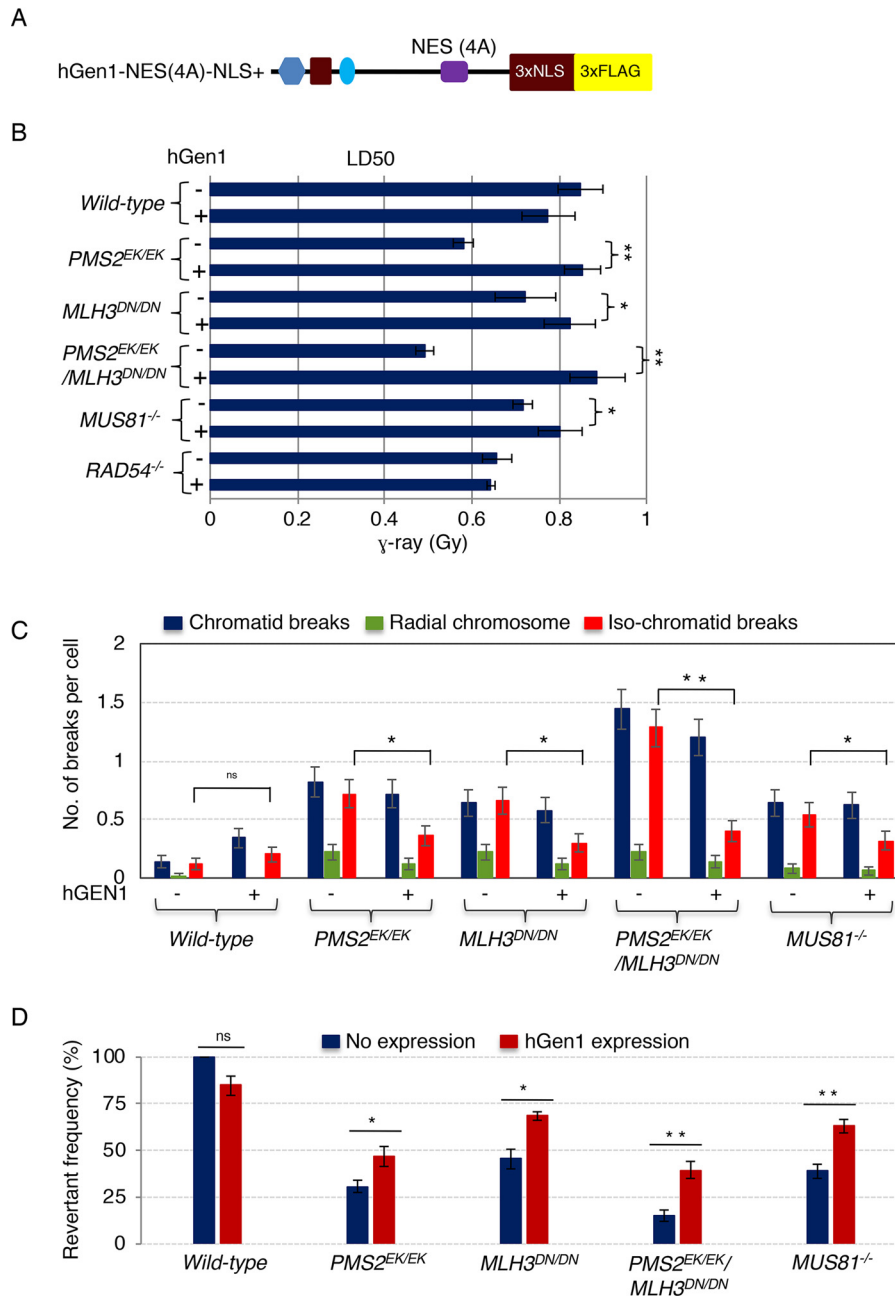 A
hGen1-NES(4A)-NLS+
NES (4A)
3xNLS
3xFLAG
B
hGen1
LD50
Wild-type
-
+
PMS2EK/EK
-
+
**
MLH3DN/DN
-
+
*
PMS2EK/EK
/MLH3DN/DN
-
+
**
MUS81-/-
-
+
*
RAD54-/-
-
+
0 0.2 0.4 0.6 0.8 1
ɣ-ray (Gy)
C
Chromatid breaks
Radial chromosome
Iso-chromatid breaks
No. of breaks per cell
2
1.5
1
0.5
0
ns
*
*
* *
*
hGEN1 - + - + - + - + - +
Wild-type
PMS2EK/EK
MLH3DN/DN
PMS2EK/EK
/MLH3DN/DN
MUS81-/-
D
No expression
hGen1 expression
Revertant frequency (%)
100
75
50
25
0
ns
*
*
* *
* *
Wild-type
PMS2EK/EK
MLH3DN/DN
PMS2EK/EK/
MLH3DN/DN
MUS81-/-